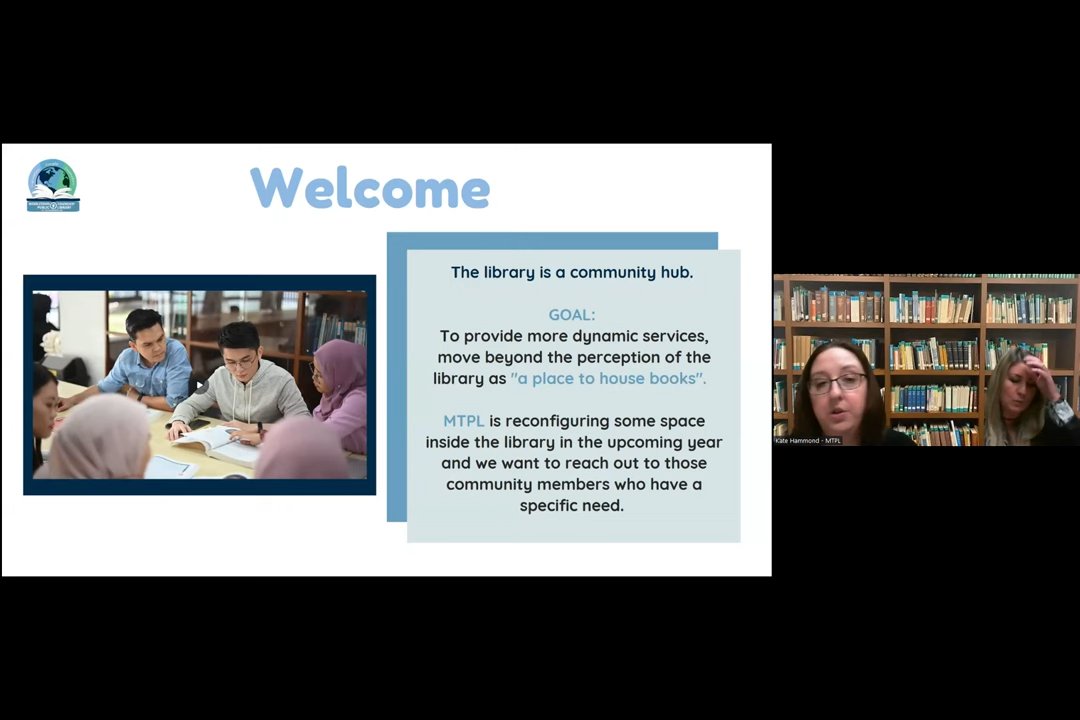 Welcome
The library is a community hub.
GOAL:
To provide more dynamic services,
move beyond the perception of the
library as "a place to house books".
MTPL is reconfiguring some space
inside the library in the upcoming year
and we want to reach out to those
community members who have a
specific need.
Kate Hammond - MTPL